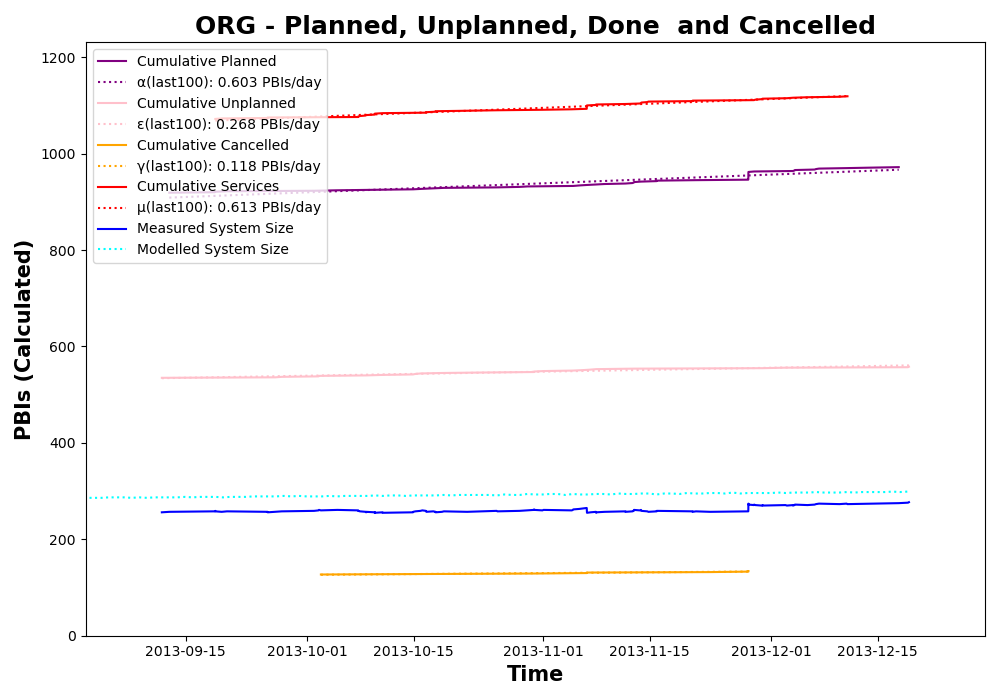 ORG - Planned, Unplanned, Done  and Cancelled
PBIs (Calculated)
1200
1000
800
600
400
200
0
Cumulative Planned
α(last100): 0.603 PBIs/day
Cumulative Unplanned
ε(last100): 0.268 PBIs/day
Cumulative Cancelled
γ(last100): 0.118 PBIs/day
Cumulative Services
μ(last100): 0.613 PBIs/day
Measured System Size
Modelled System Size
2013-09-15 2013-10-01 2013-10-15 2013-11-01 2013-11-15 2013-12-01 2013-12-15
Time